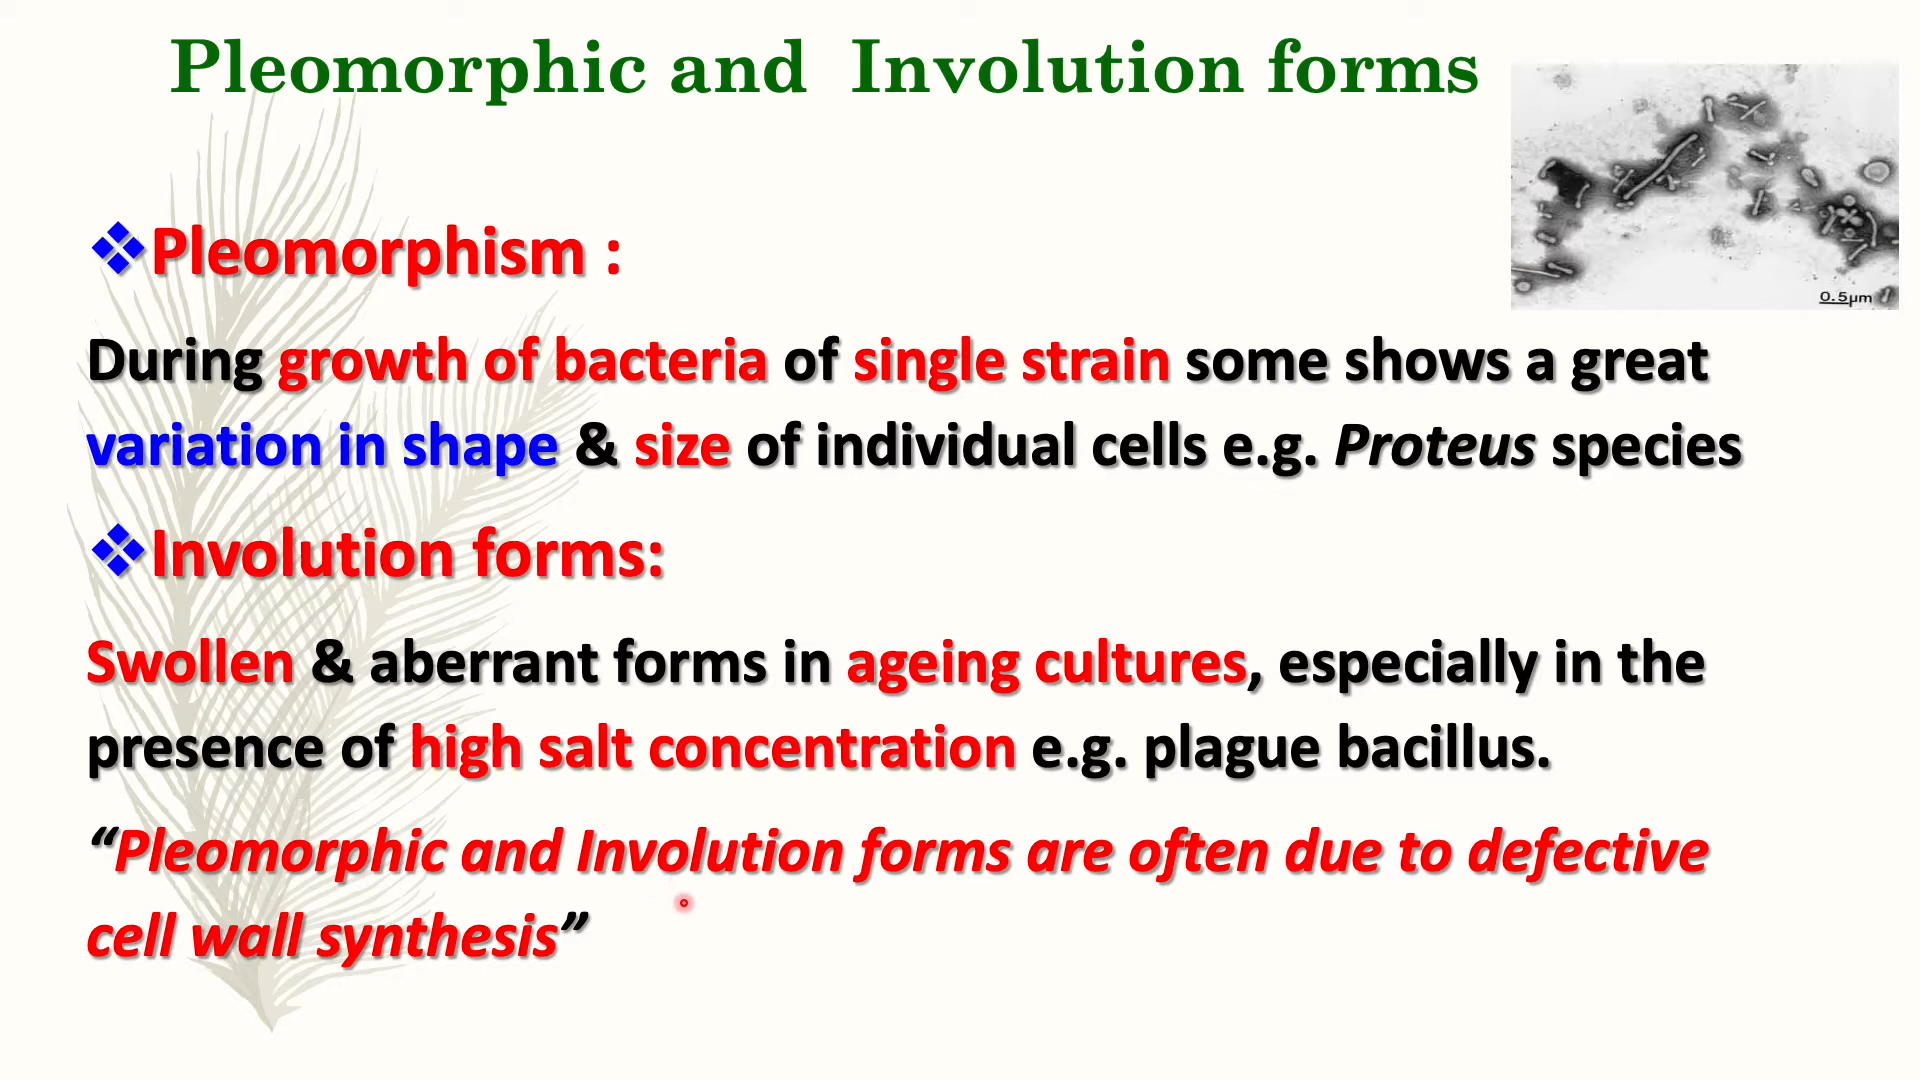 Pleomorphic and Involution forms
0.5µm
❖Pleomorphism :
During growth of bacteria of single strain some shows a great
variation in shape & size of individual cells e.g. Proteus species
❖Involution forms:
Swollen & aberrant forms in ageing cultures, especially in the
presence of high salt concentration e.g. plague bacillus.
“Pleomorphic and Involution forms are often due to defective
cell wall synthesis”